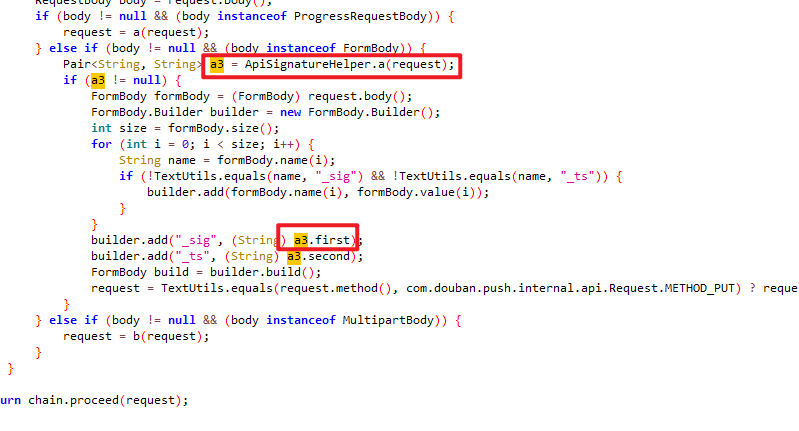 RequestBody body = request.body();
if (body != null && (body instanceof ProgressRequestBody)) {
request = a(request);
} else if (body != null && (body instanceof FormBody)) {
Pair<String, String> a3 = ApiSignatureHelper.a(request);
if (a3 != null) {
FormBody formBody = (FormBody) request.body();
FormBody.Builder builder = new FormBody.Builder();
int size = formBody.size();
for (int i = 0; i < size; i++) {
String name = formBody.name(i);
if (!TextUtils.equals(name, "_sig") && !TextUtils.equals(name, "_ts")) {
builder.add(formBody.name(i), formBody.value(i));
}
}
builder.add("_sig", (String) a3.first);
builder.add("_ts", (String) a3.second);
FormBody build = builder.build();
request = TextUtils.equals(request.method(), com.douban.push.internal.api.Request.METHOD_PUT) ? reque
}
} else if (body != null && (body instanceof MultipartBody)) {
request = b(request);
}
}
urn chain.proceed(request);